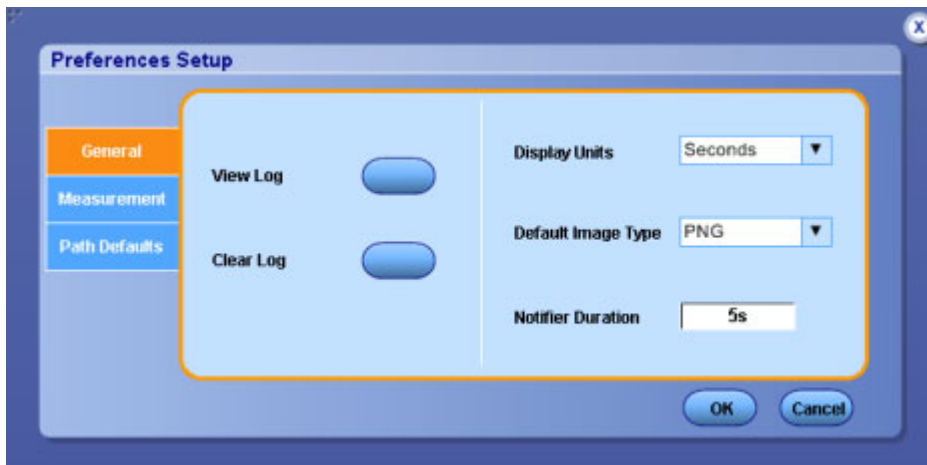 X
Preferences Setup
General
Measurement
Path Defaults
View Log
Clear Log
Display Units
Seconds
Default Image Type
PNG
Notifier Duration
5s
OK
Cancel